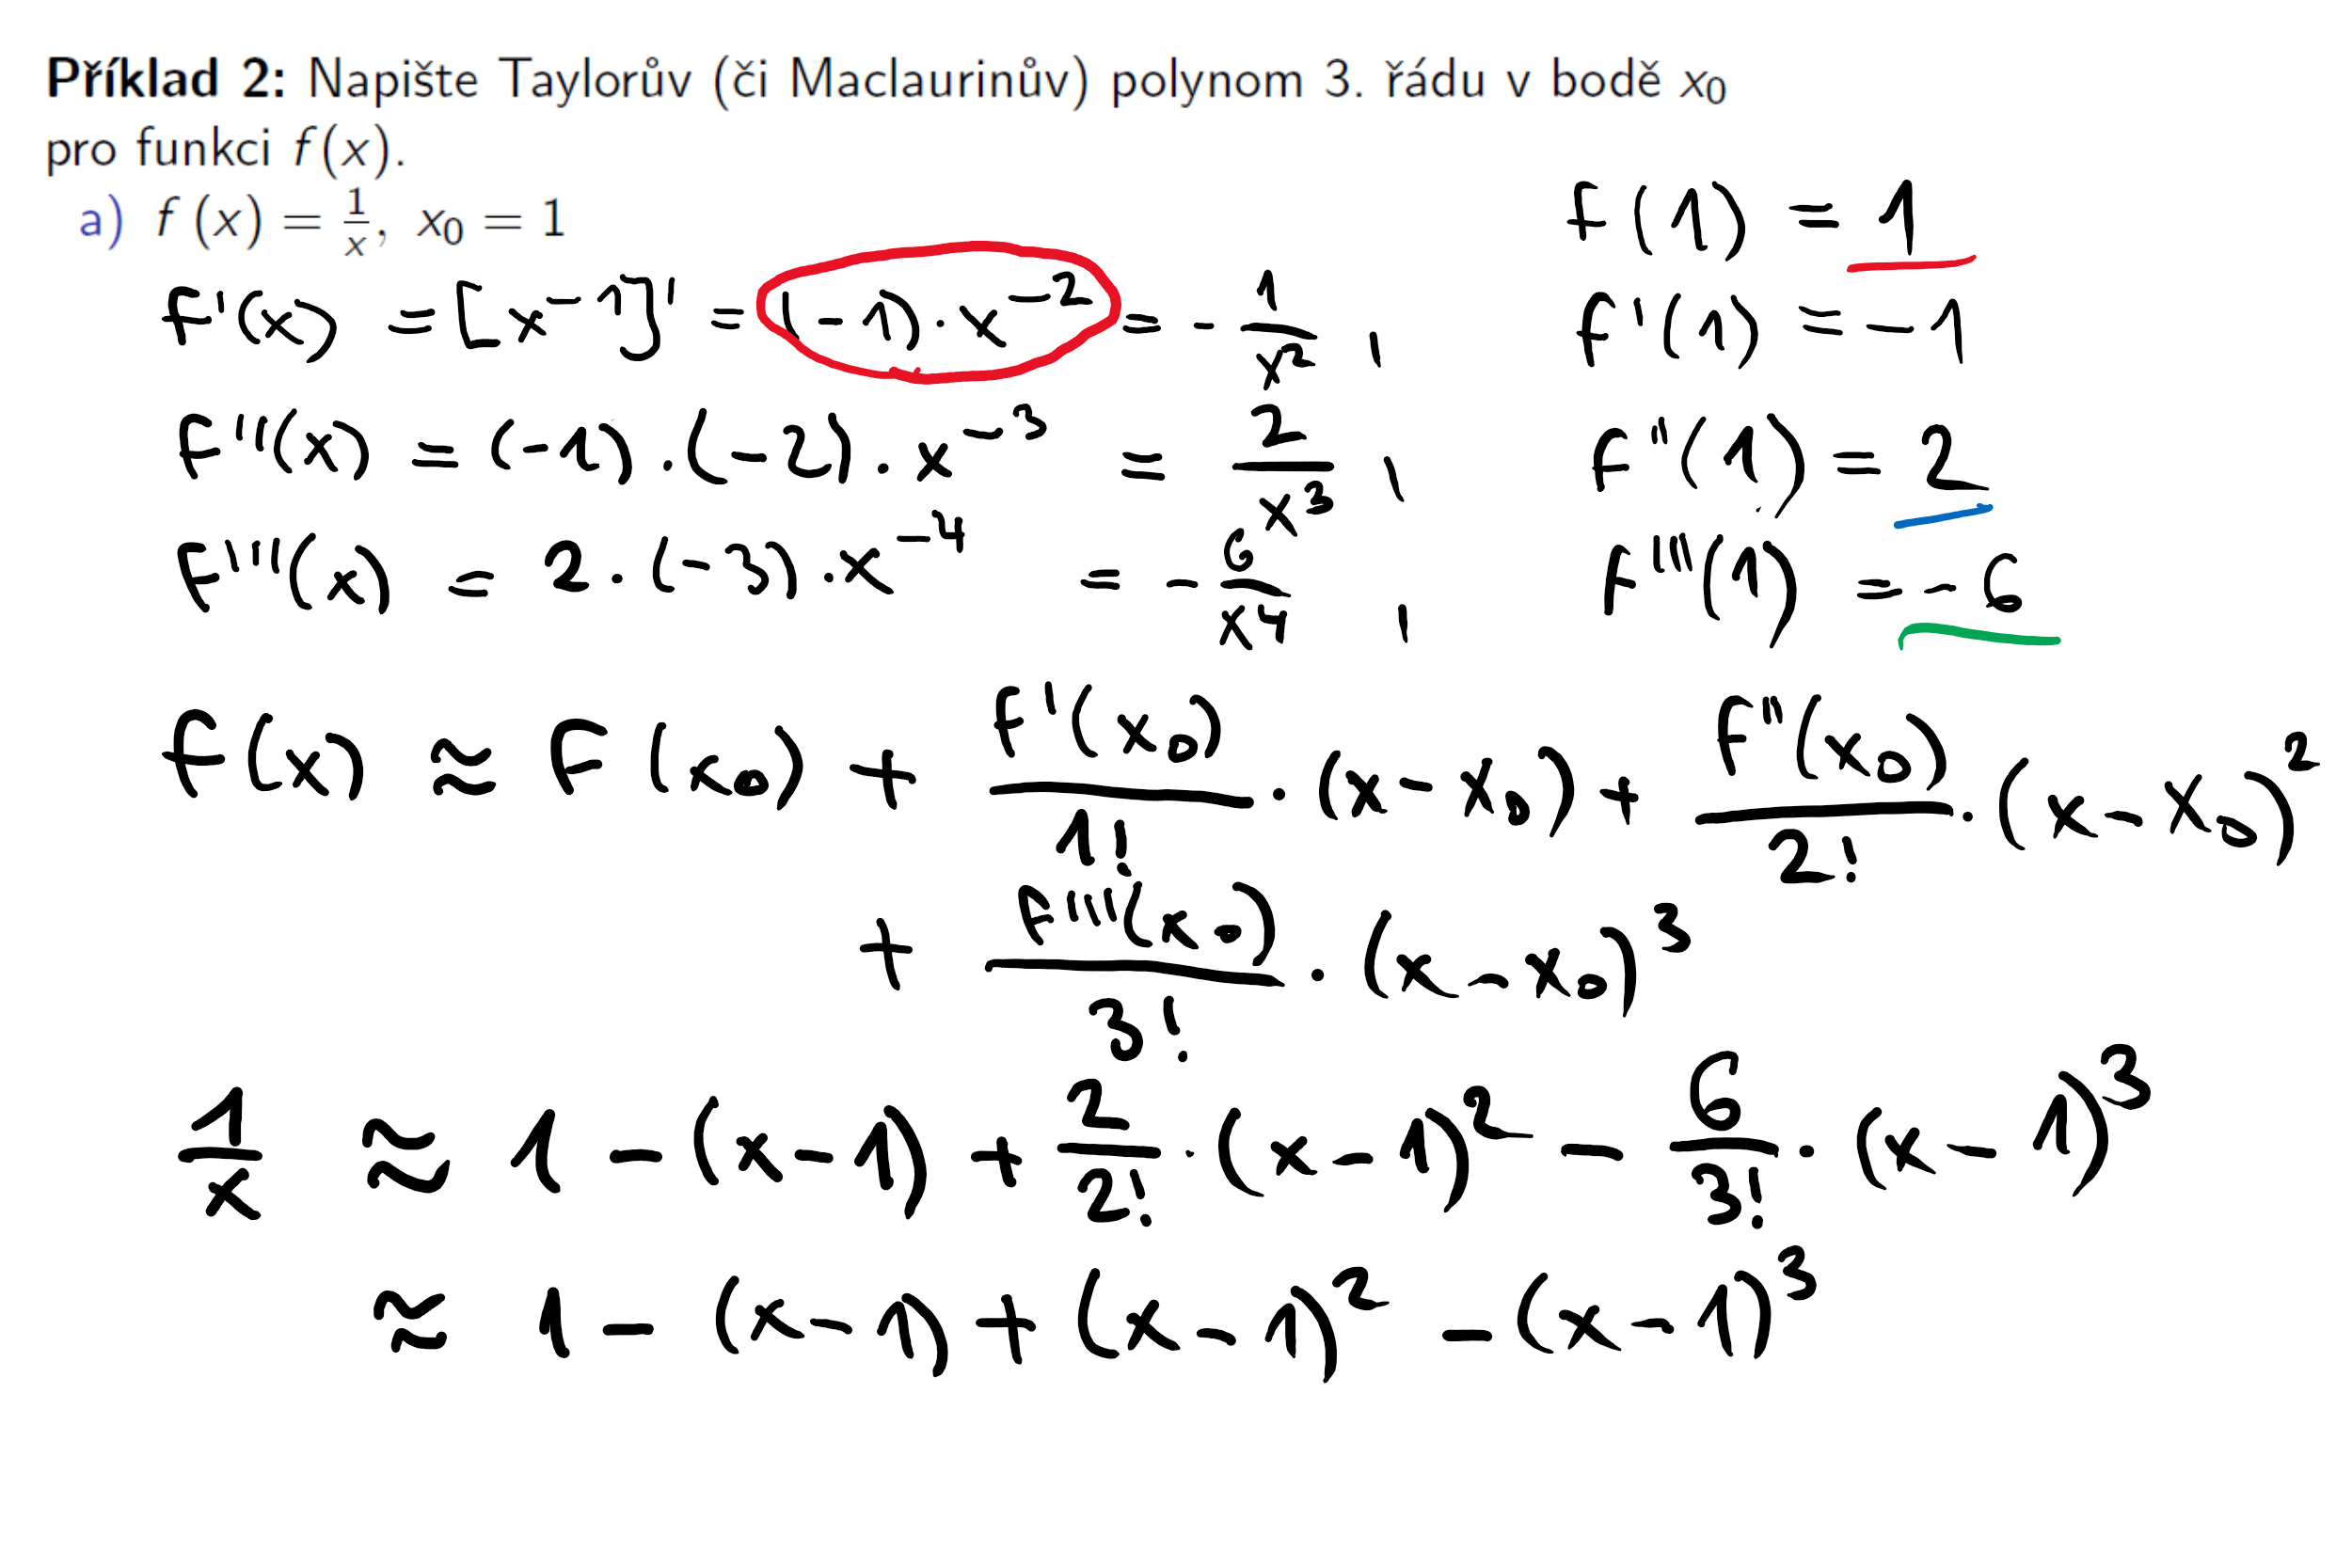 Příklad 2: Napište Taylorův (či Maclaurinův) polynom 3. řádu v bodě x₀
pro funkci f(x).
a) f (x) = 1/x, x₀ = 1
f(1) = 1
f'(x) = [x⁻¹]' = (-1)·x⁻² = - 1/x² ,
f'(1) = -1
f''(x) = (-1)·(-2)·x⁻³ = 2/x³ ,
f''(1) = 2
f'''(x) = 2·(-3)·x⁻⁴ = - 6/x⁴ ,
f'''(1) = -6
f(x) ≈ f(x₀) + f'(x₀)/1! · (x-x₀) + f''(x₀)/2! · (x-x₀)²
+ f'''(x₀)/3! · (x-x₀)³
1/x ≈ 1 - (x-1) + 2/2! · (x-1)² - 6/3! · (x-1)³
≈ 1 - (x-1) + (x-1)² - (x-1)³